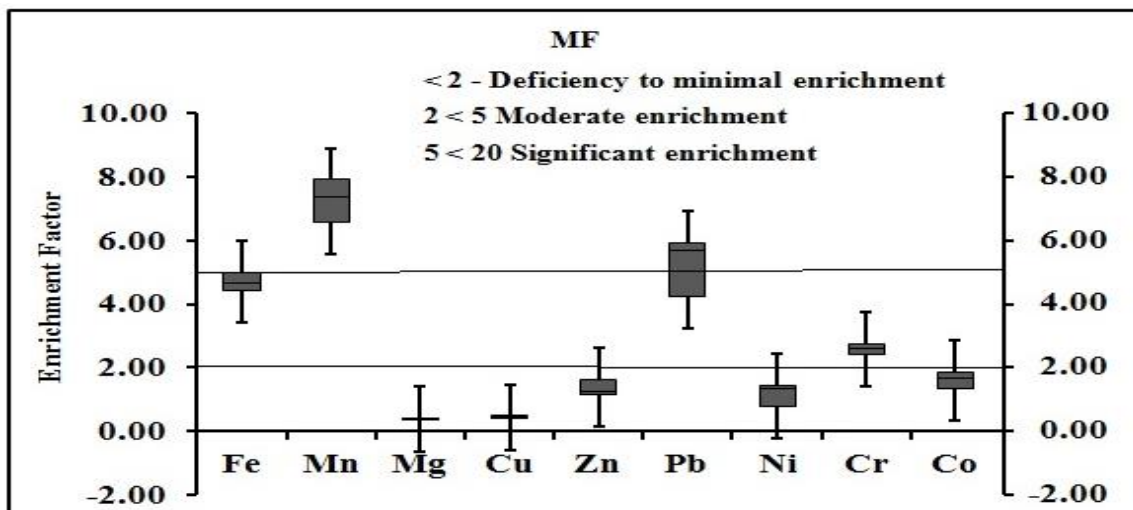 MF
< 2 - Deficiency to minimal enrichment
2 < 5 Moderate enrichment
5 < 20 Significant enrichment
Enrichment Factor
10.00
8.00
6.00
4.00
2.00
0.00
-2.00
10.00
8.00
6.00
4.00
2.00
0.00
-2.00
Fe Mn Mg Cu Zn Pb Ni Cr Co